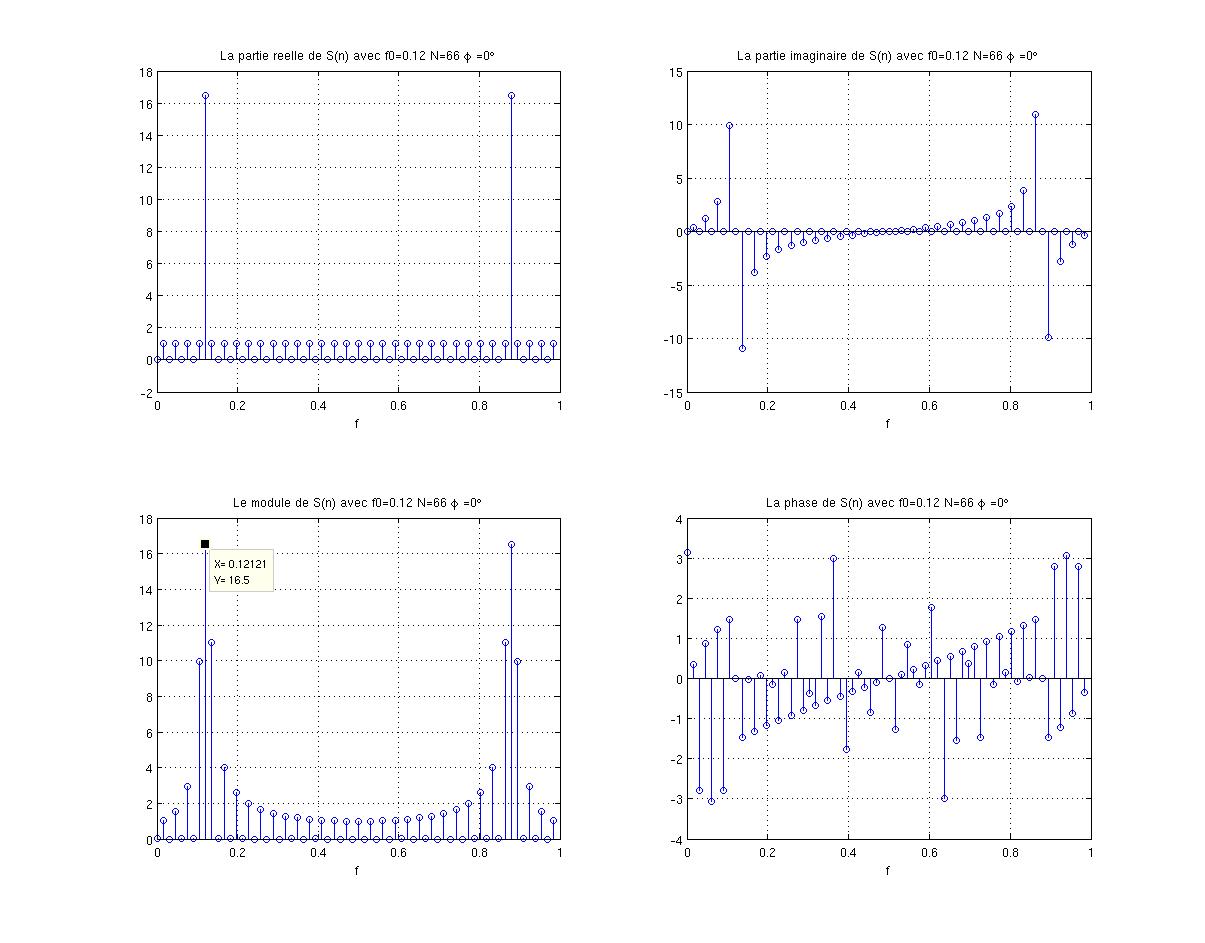 La partie reelle de S(n) avec f0=0.12 N=66 ϕ =0°
18
16
14
12
10
8
6
4
2
0
-2
0 0.2 0.4 0.6 0.8 1
f
La partie imaginaire de S(n) avec f0=0.12 N=66 ϕ =0°
15
10
5
0
-5
-10
-15
0 0.2 0.4 0.6 0.8 1
f
Le module de S(n) avec f0=0.12 N=66 ϕ =0°
18
16
14
12
10
8
6
4
2
0
X= 0.12121
Y= 16.5
0 0.2 0.4 0.6 0.8 1
f
La phase de S(n) avec f0=0.12 N=66 ϕ =0°
4
3
2
1
0
-1
-2
-3
-4
0 0.2 0.4 0.6 0.8 1
f